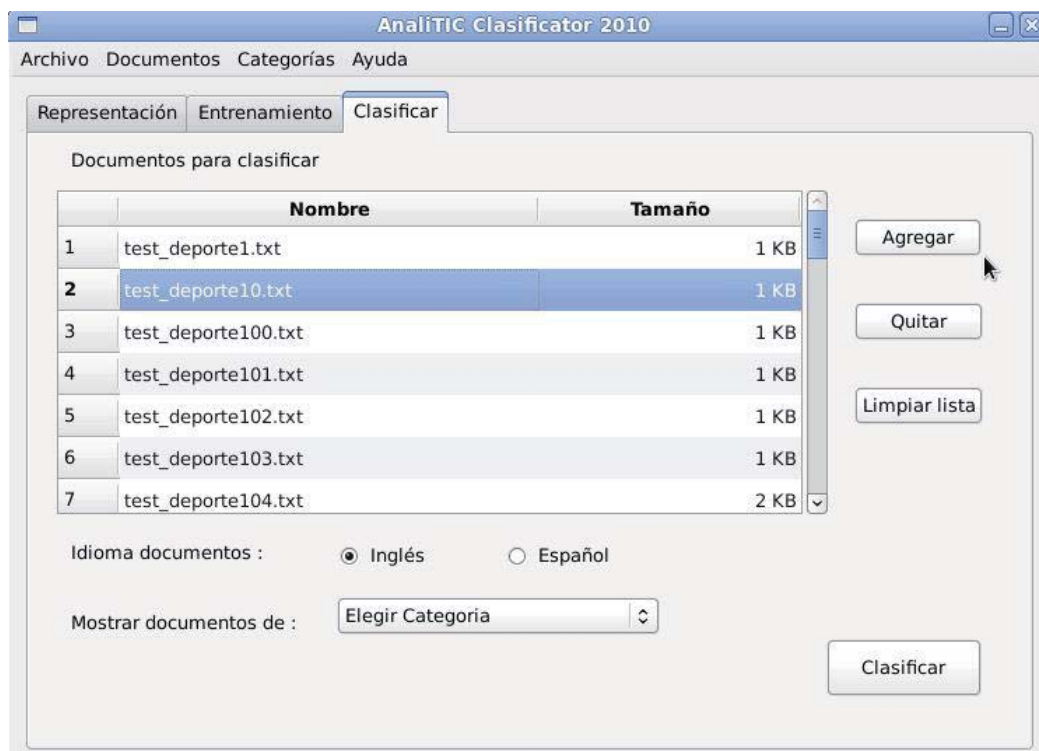 AnaliTIC Clasificator 2010
Archivo Documentos Categorías Ayuda
Representación Entrenamiento Clasificar
Documentos para clasificar
Nombre Tamaño
1 test_deporte1.txt 1 KB
Agregar
2 test_deporte10.txt 1 KB
3 test_deporte100.txt 1 KB
Quitar
4 test_deporte101.txt 1 KB
5 test_deporte102.txt 1 KB
Limpiar lista
6 test_deporte103.txt 1 KB
7 test_deporte104.txt 2 KB
Idioma documentos : Inglés Español
Mostrar documentos de : Elegir Categoria
Clasificar